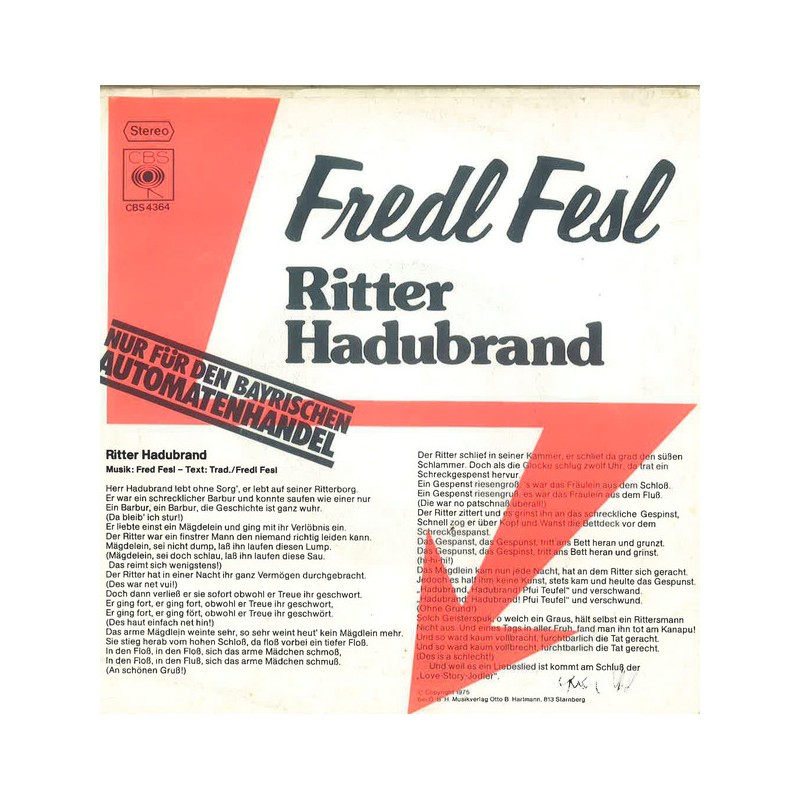 Stereo
CBS
CBS 4364
Fredl Fesl
Ritter
Hadubrand
NUR FÜR DEN BAYRISCHEN
AUTOMATENHANDEL
Ritter Hadubrand
Musik: Fred Fesl – Text: Trad./Fredl Fesl
Herr Hadubrand lebt ohne Sorg', er lebt auf seiner Ritterborg.
Er war ein schrecklicher Barbur und konnte saufen wie einer nur
Ein Barbur, ein Barbur, die Geschichte ist ganz wuhr.
(Da bleib' ich stur!)
Er liebte einst ein Mägdelein und ging mit ihr Verlöbnis ein.
Der Ritter war ein finstrer Mann den niemand richtig leiden kann.
Mägdelein, sei nicht dump, laß ihn laufen diesen Lump.
(Mägdelein, sei doch schlau, laß ihn laufen diese Sau.
Das reimt sich wenigstens!)
Der Ritter hat in einer Nacht ihr ganz Vermögen durchgebracht.
(Des war net vui!)
Doch dann verließ er sie sofort obwohl er Treue ihr geschwort.
Er ging fort, er ging fort, obwohl er Treue ihr geschwört,
Er ging fort, er ging fort, obwohl er Treue ihr geschwort.
(Des haut einfach net hin!)
Das arme Mägdlein weinte sehr, so sehr weint heut' kein Mägdlein mehr.
Sie stieg herab vom hohen Schloß, da floß vorbei ein tiefer Floß.
In den Floß, in den Floß, sich das arme Mädchen schmoß,
In den Fluß, in den Fluß, sich das arme Mädchen schmuß.
(An schönen Gruß!)
Der Ritter schlief in seiner Kammer, er schlief da grad den süßen
Schlammer. Doch als die Glocke schlug zwölf Uhr, da trat ein
Schreckgespenst hervur.
Ein Gespenst riesengroß, s war das Fräulein aus dem Schloß.
Ein Gespenst riesengruß, es war das Fräulein aus dem Fluß.
(Die war no patschnaß überall!)
Der Ritter zittert und es grinst ihn an das schreckliche Gespinst,
Schnell zog er über Kopf und Wanst die Bettdeck vor dem
Schreckgespanst.
Das Gespanst, das Gespunst, tritt ans Bett heran und grunzt.
Das Gespunst, das Gespinst, tritt ans Bett heran und grinst.
(hi hi hi!)
Das Mägdlein kam nun jede Nacht, hat an dem Ritter sich geracht.
Jedoch half ihm keine Kunst, stets kam und heulte das Gespunst.
„Hadubrand, Hadubrand! Pfui Teufel" und verschwand.
„Hadubrand, Hadubrand! Pfui Teufel" und verschwund.
(Ohne Grund!)
Solch Geisterspuk, o welch ein Graus, hält selbst ein Rittersmann
Nicht aus. Und eines Tags in aller Fruh, fand man ihn tot am Kanapu!
Und so ward kaum vollbracht, furchtbarlich die Tat geracht.
Und so ward kaum vollbrecht, furchtbarlich die Tat gerecht.
(Des is a schlecht!)
Und weil es ein Liebeslied ist kommt am Schluß der
„Love-Story-Jodler".
© Copyright 1975
by O. B. H. Musikverlag Otto B. Hartmann, 813 Starnberg